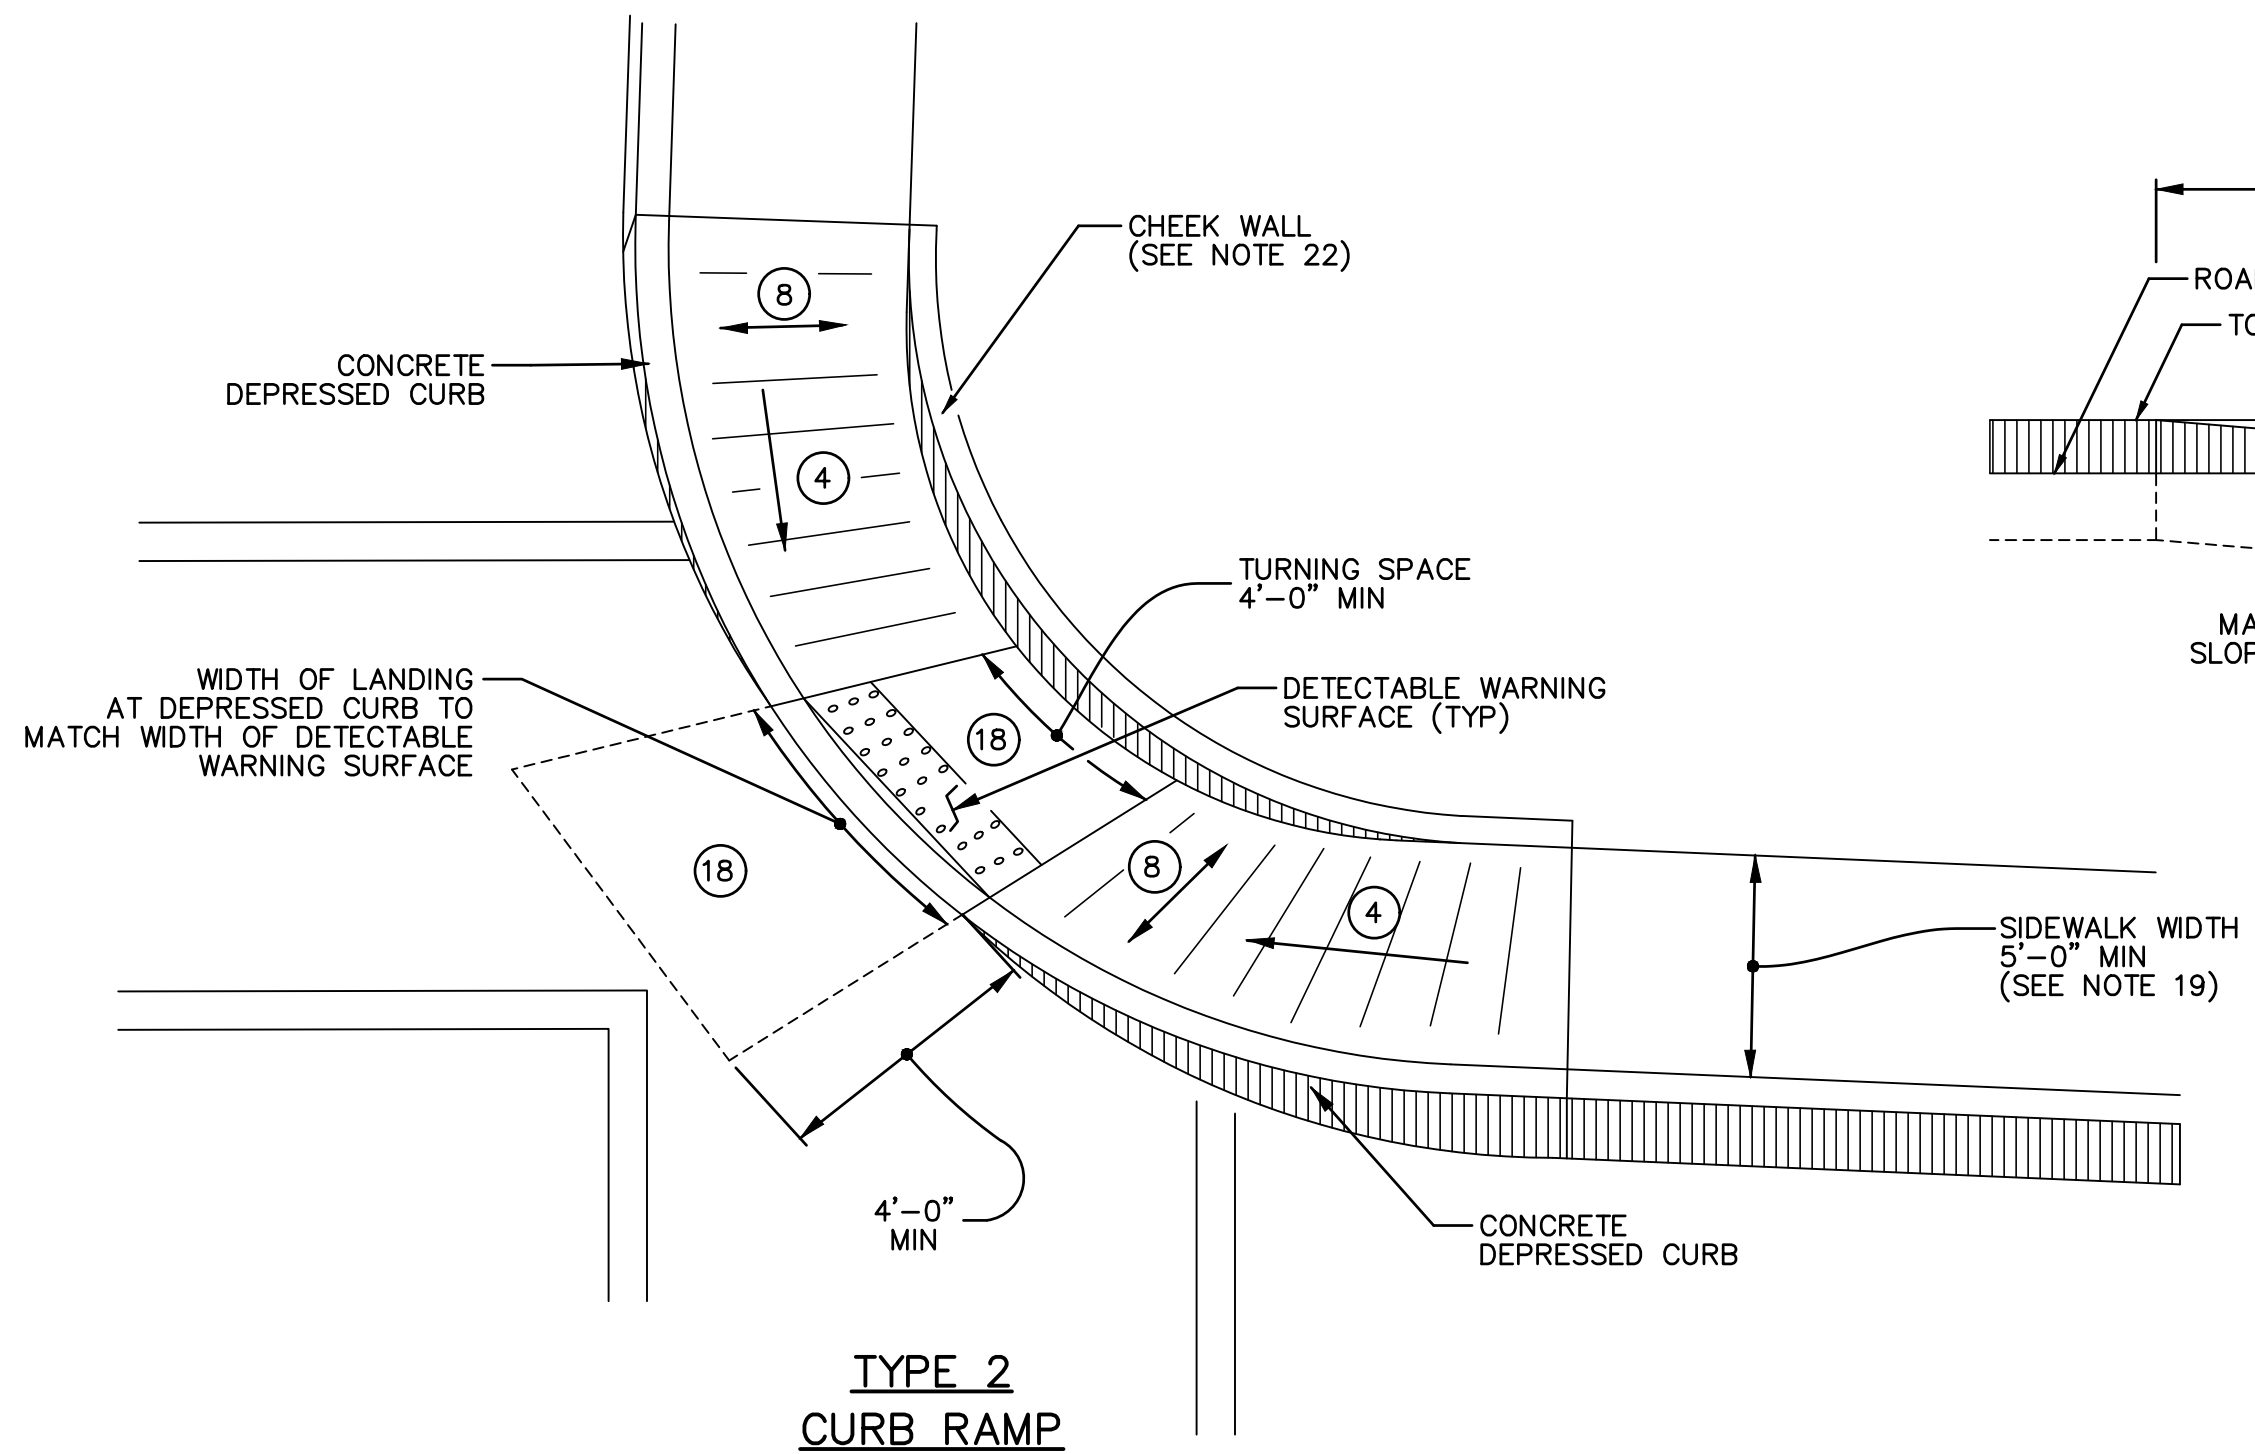 CHEEK WALL
(SEE NOTE 22)
8
CONCRETE
DEPRESSED CURB
4
TURNING SPACE
4'-0" MIN
WIDTH OF LANDING
AT DEPRESSED CURB TO
MATCH WIDTH OF DETECTABLE
WARNING SURFACE
DETECTABLE WARNING
SURFACE (TYP)
18
18
8
4
SIDEWALK WIDTH
5'-0" MIN
(SEE NOTE 19)
4'-0"
MIN
CONCRETE
DEPRESSED CURB
TYPE 2
CURB RAMP